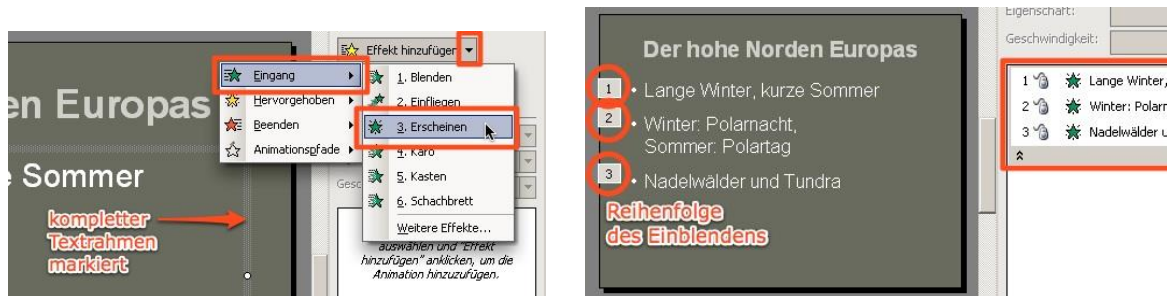 Effekt hinzufügen
Eingang
Hervorgehoben
Beenden
Animationspfade
1. Blenden
2. Einfliegen
3. Erscheinen
4. Karo
5. Kasten
6. Schachbrett
Weitere Effekte...
en Europas
Sommer
kompletter
Textrahmen
markiert
Gesc
auswählen und "Effekt
hinzufügen" anklicken, um die
Animation hinzuzufügen.
Der hohe Norden Europas
1 • Lange Winter, kurze Sommer
2 • Winter: Polarnacht,
Sommer: Polartag
3 • Nadelwälder und Tundra
Reihenfolge
des Einblendens
Eigenschaft:
Geschwindigkeit:
1 Lange Winter,
2 Winter: Polarn
3 Nadelwälder u